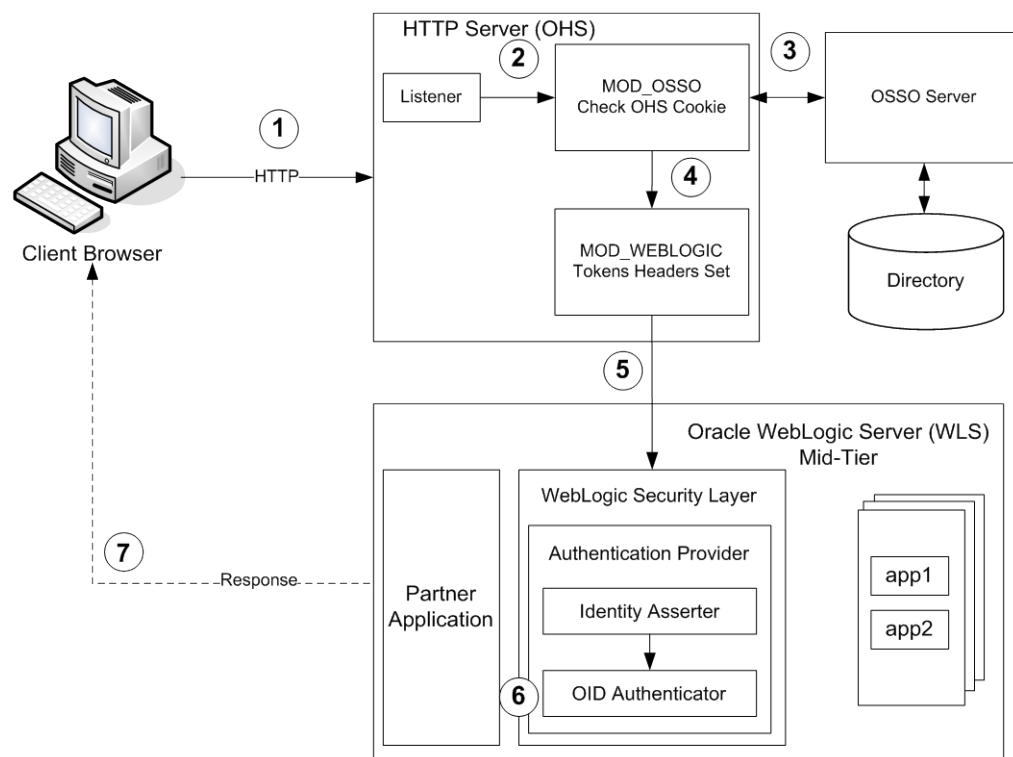 HTTP Server (OHS)
2
3
Listener
MOD_OSSO
Check OHS Cookie
OSSO Server
1
HTTP
4
Client Browser
MOD_WEBLOGIC
Tokens Headers Set
Directory
5
Oracle WebLogic Server (WLS)
Mid-Tier
WebLogic Security Layer
7
Response
Partner
Application
Authentication Provider
Identity Asserter
6
OID Authenticator
app1
app2